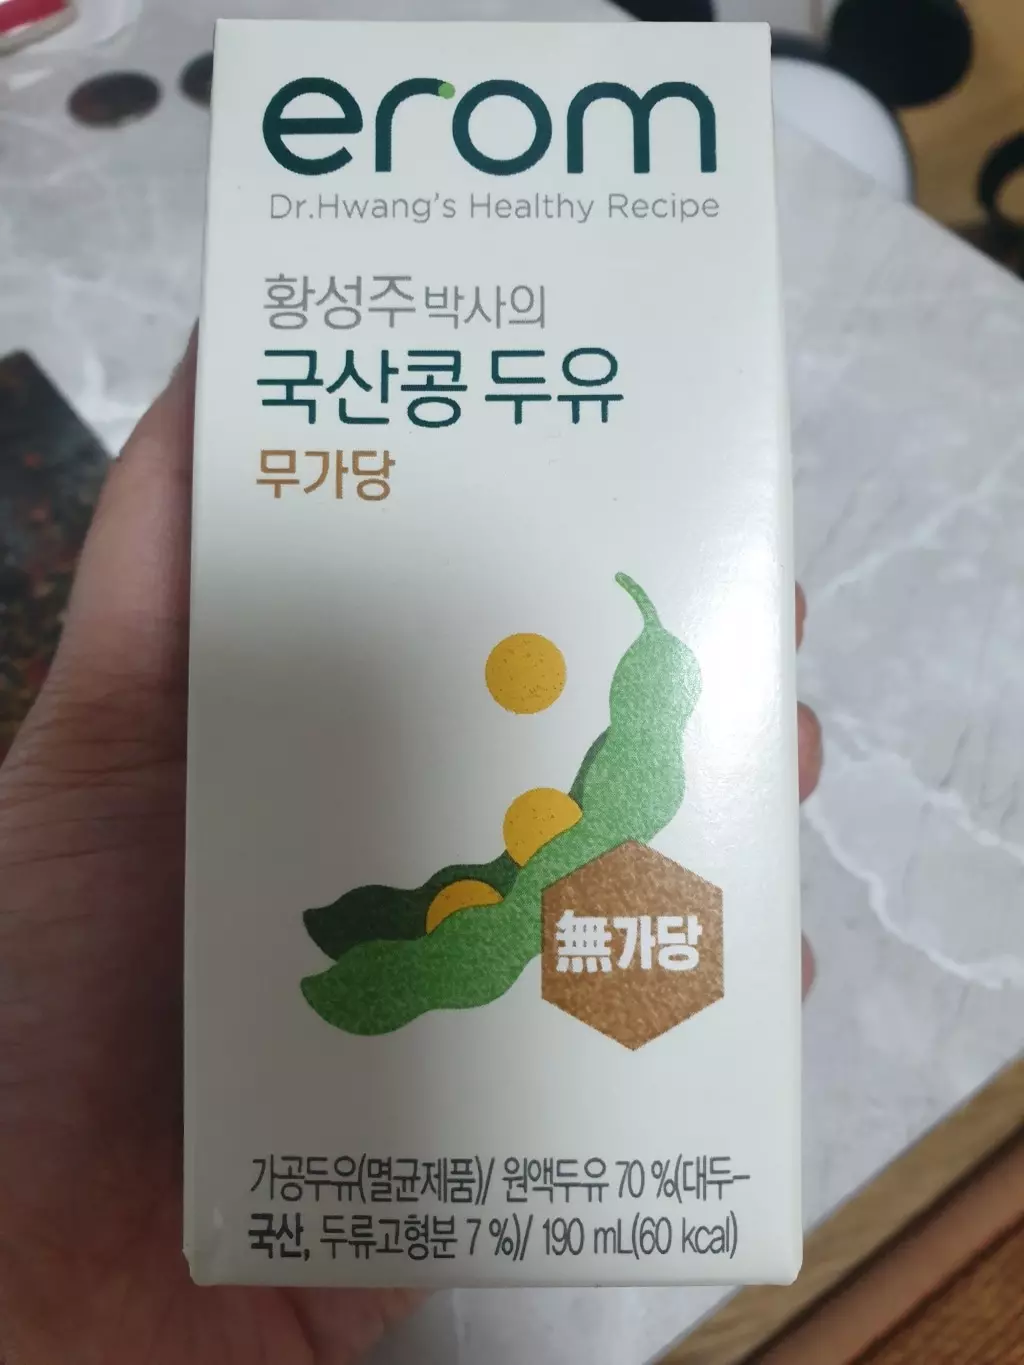 erom
Dr.Hwang's Healthy Recipe
황성주 박사의
국산콩 두유
무가당
無가당
가공두유(멸균제품)/ 원액두유 70 %(대두-
국산, 두류고형분 7 %)/ 190 mL(60 kcal)